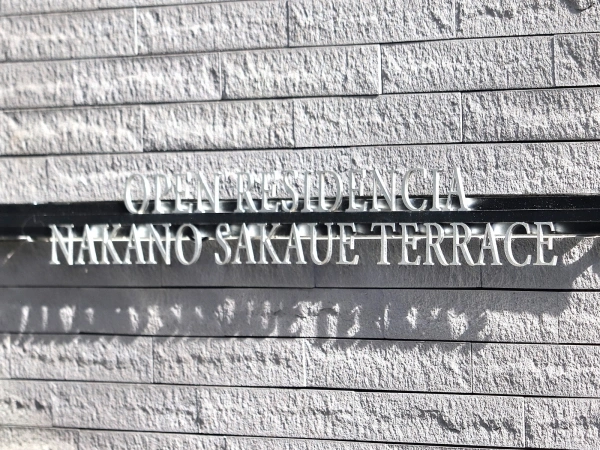 OPEN RESIDENCIA
NAKANO SAKAUE TERRACE